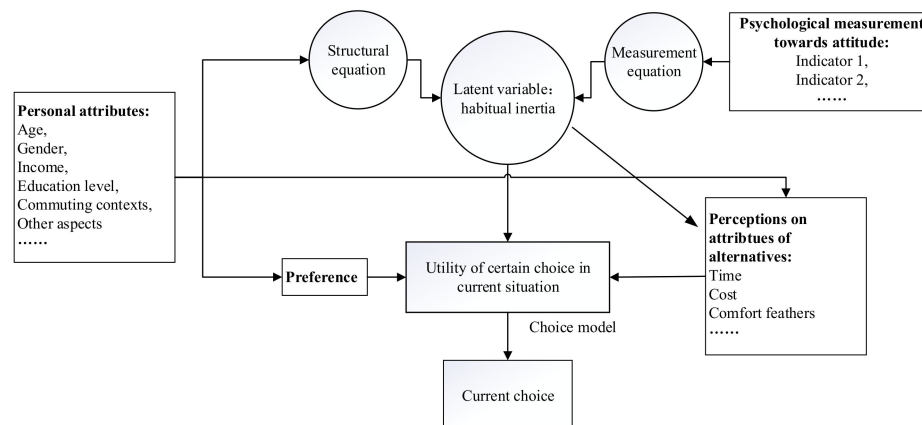 Psychological measurement
towards attitude:
Indicator 1,
Indicator 2,
......
Structural
equation
Measurement
equation
Latent variable:
habitual inertia
Personal attributes:
Age,
Gender,
Income,
Education level,
Commuting contexts,
Other aspects
......
Perceptions on
attribtues of
alternatives:
Time
Cost
Comfort feathers
......
Preference
Utility of certain choice in
current situation
Choice model
Current choice